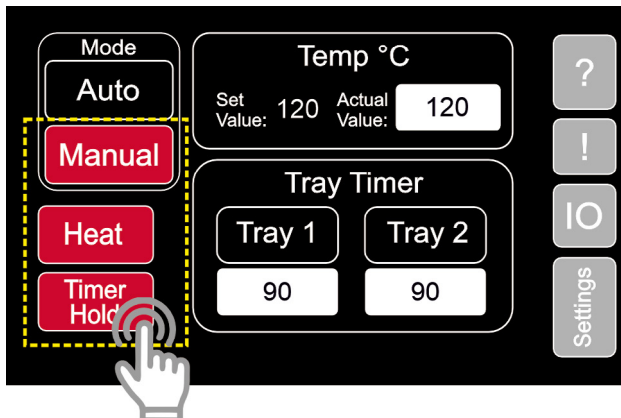 Mode
Auto
Manual
Heat
Timer
Hold
Temp °C
Set
Value:
120
Actual
Value:
120
Tray Timer
Tray 1
Tray 2
90
90
?
!
IO
Settings